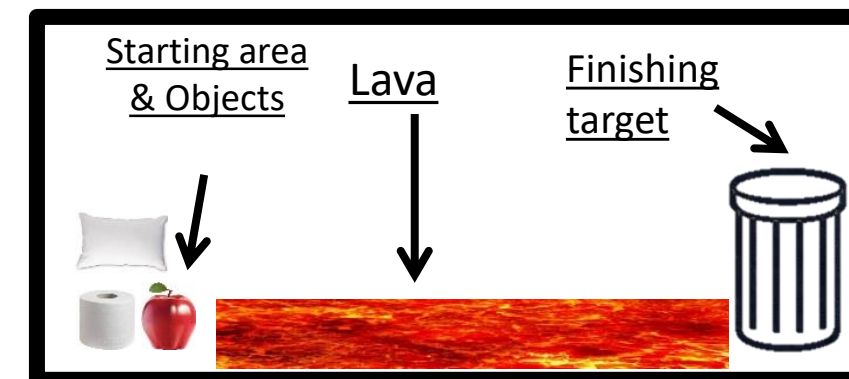 Starting area
& Objects
Lava
Finishing
target